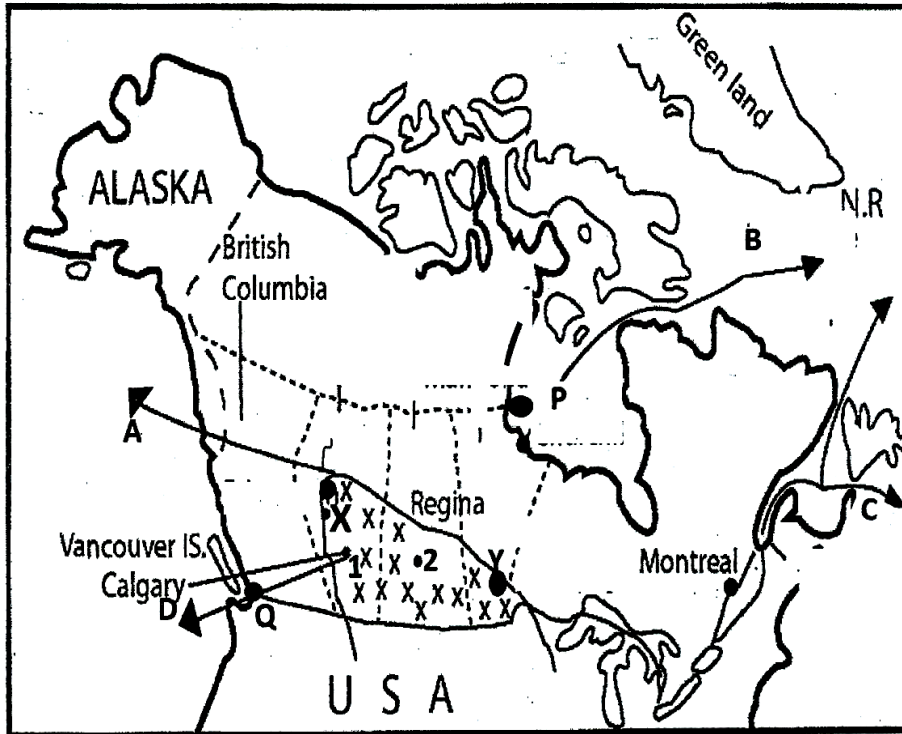 Green land
ALASKA
N.R
British
Columbia
B
P
A
Regina
X
Vancouver IS.
Calgary
1
2
Y
Montreal
C
D
Q
U S A